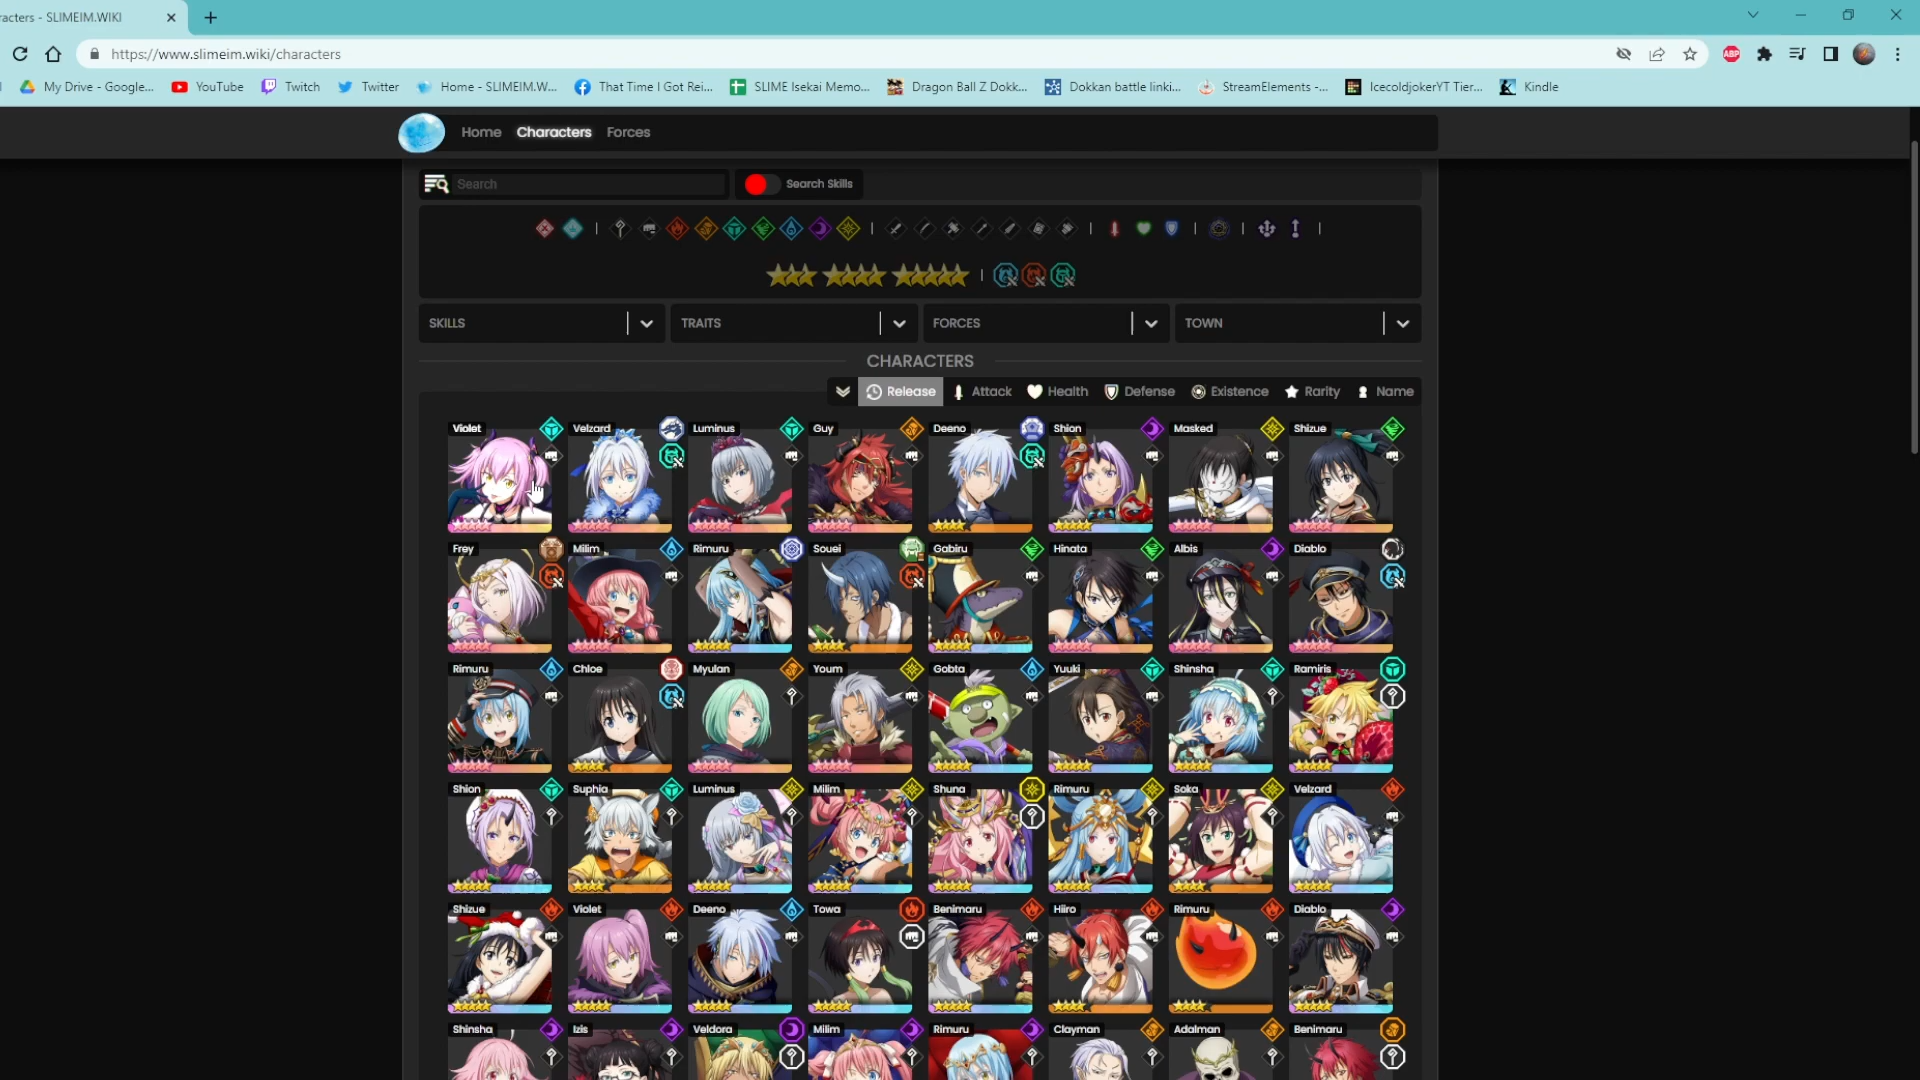 acters - SLIMEIM.WIKI
https://www.slimeim.wiki/characters
My Drive - Google... YouTube Twitch Twitter Home - SLIMEIM.W... That Time I Got Rei... SLIME Isekai Memo... Dragon Ball Z Dokk... Dokkan battle linki... StreamElements -... IcecoldjokerYT Tier... Kindle
ABP
Home Characters Forces
Search Search Skills
SKILLS TRAITS FORCES TOWN
CHARACTERS
Release Attack Health Defense Existence Rarity Name
Violet Velzard Luminus Guy Deeno Shion Masked Shizue
Frey Milim Rimuru Souei Gabiru Hinata Albis Diablo
Rimuru Chloe Myulan Youm Gobta Yuuki Shinsha Ramiris
Shion Suphia Luminus Milim Shuna Rimuru Soka Velzard
Shizue Violet Deeno Towa Benimaru Hiiro Rimuru Diablo
Shinsha Izis Veldora Milim Rimuru Clayman Adalman Benimaru